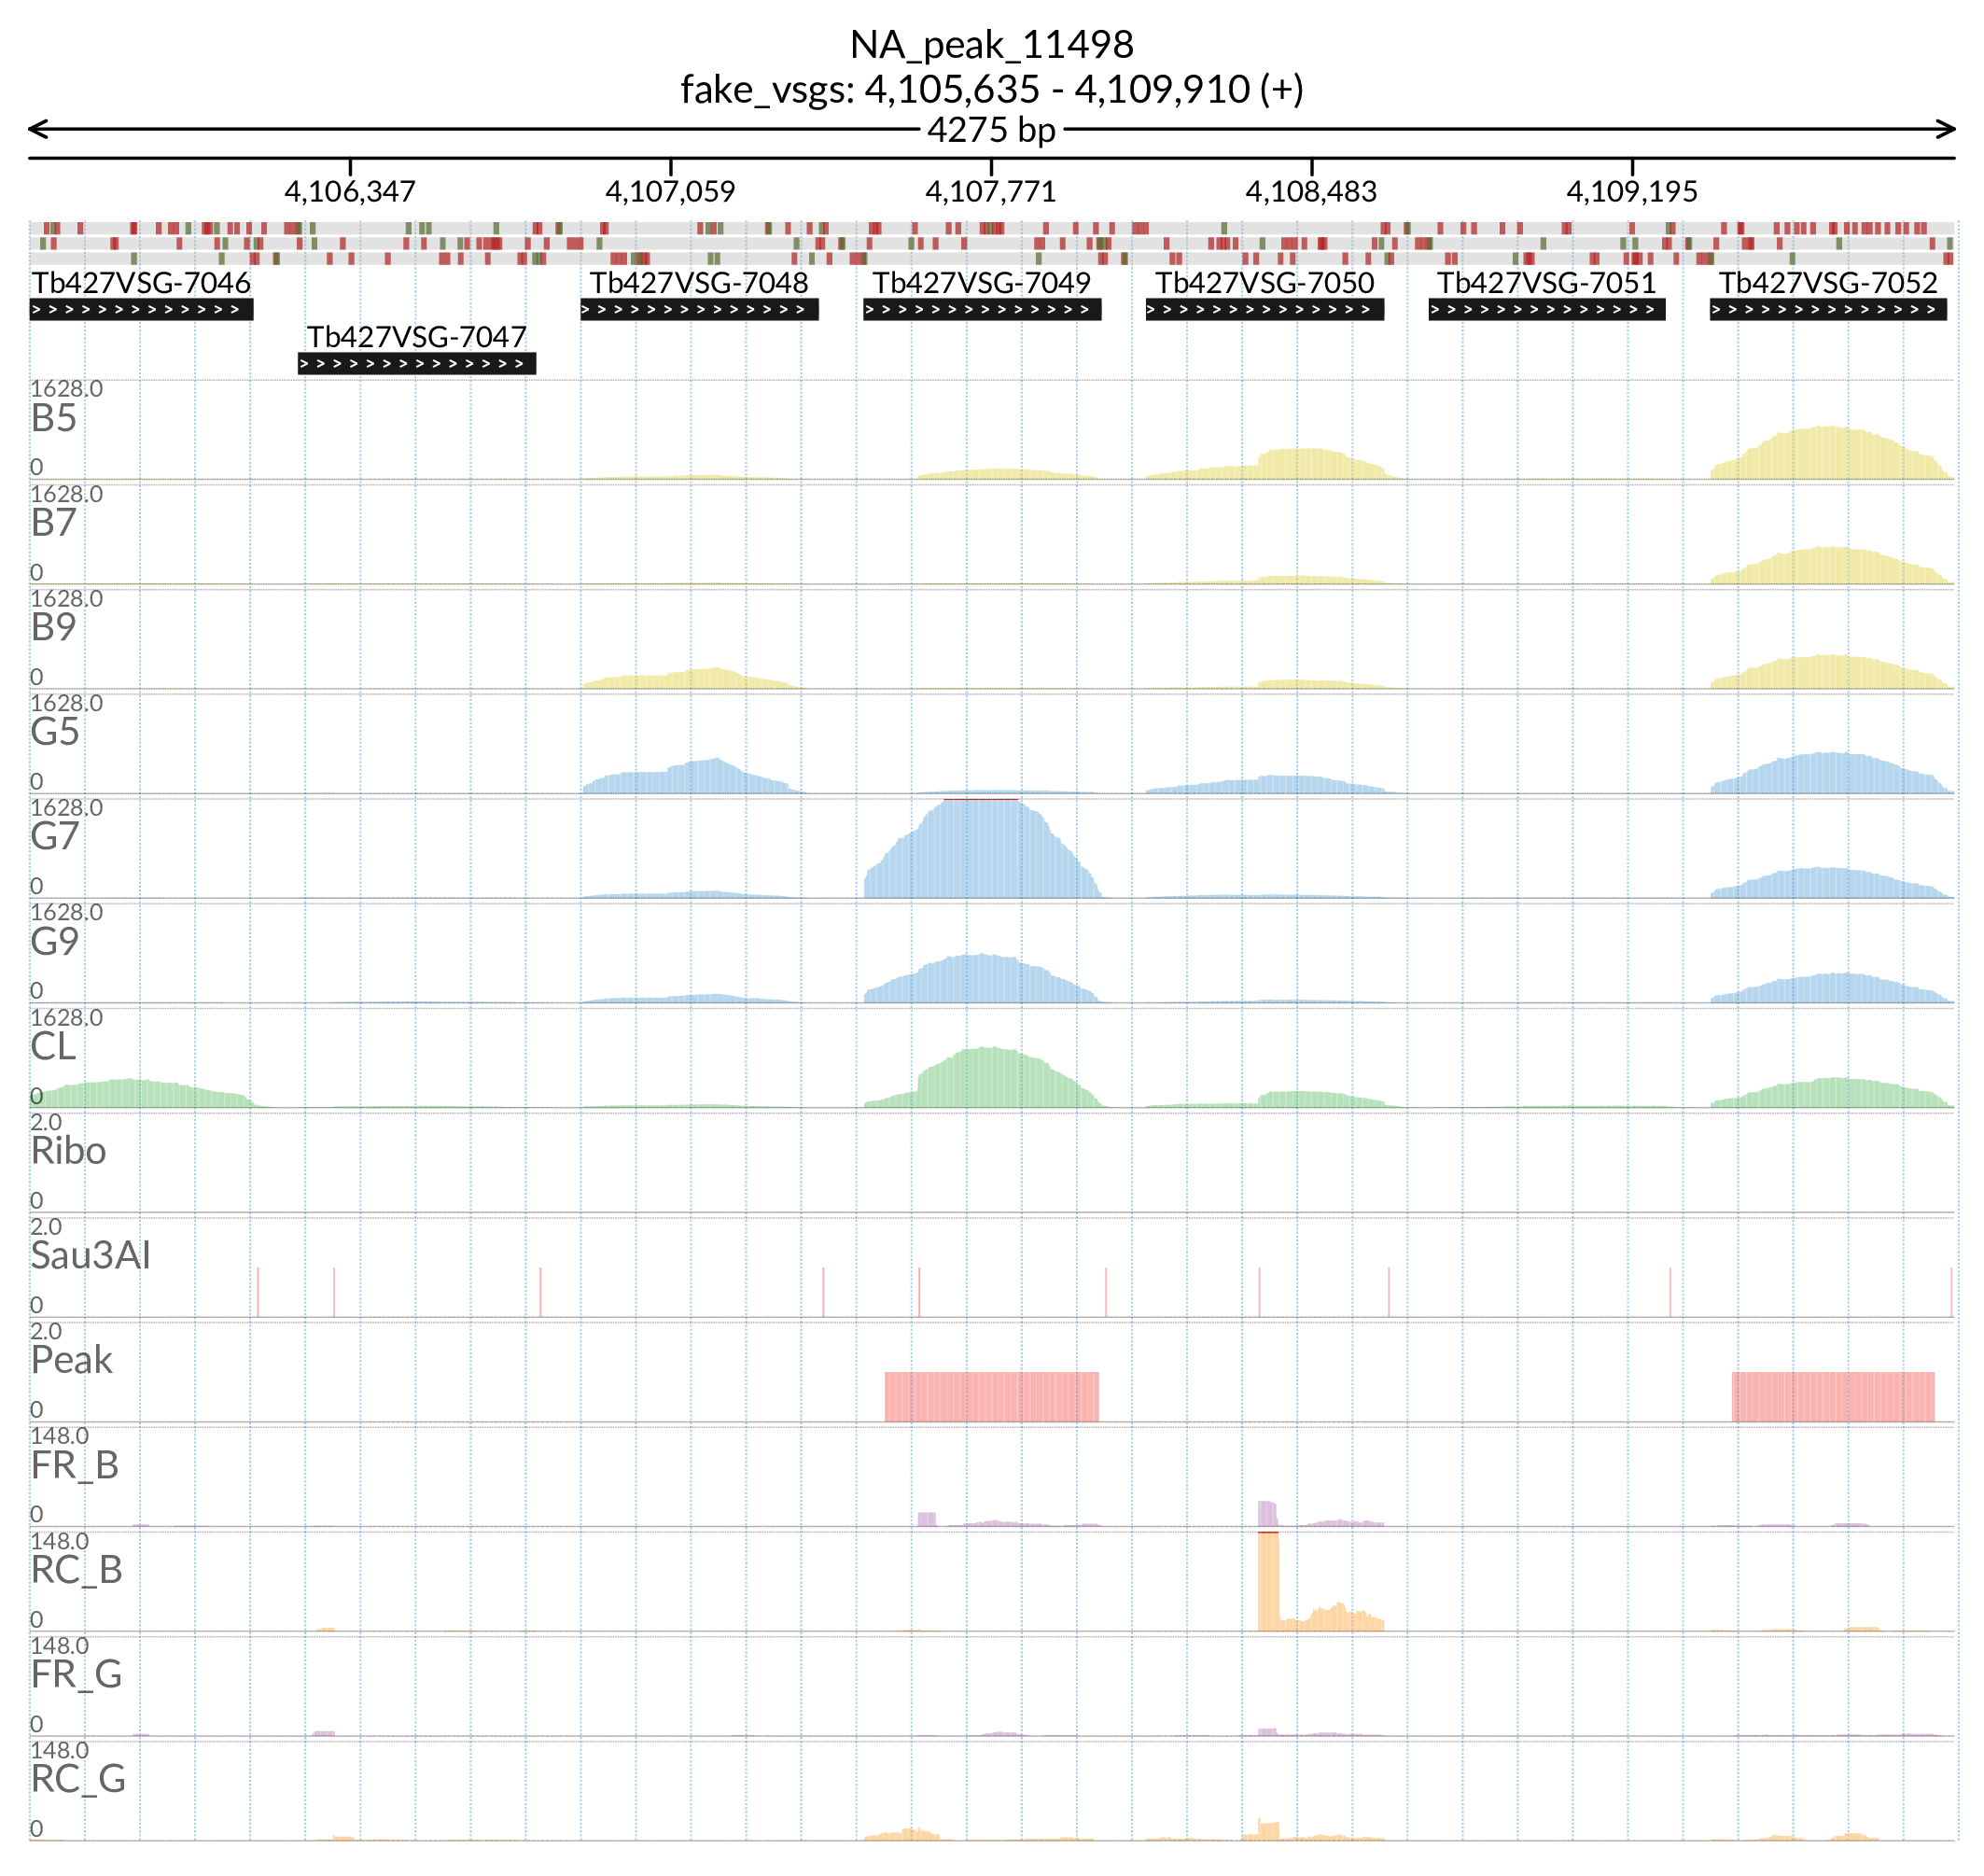 NA_peak_11498
fake_vsgs: 4,105,635 - 4,109,910 (+)
4275 bp
4,106,347 4,107,059 4,107,771 4,108,483 4,109,195
Tb427VSG-7046 Tb427VSG-7048 Tb427VSG-7049 Tb427VSG-7050 Tb427VSG-7051 Tb427VSG-7052
Tb427VSG-7047
1628.0
B5
0
1628.0
B7
0
1628.0
B9
0
1628.0
G5
0
1628.0
G7
0
1628.0
G9
0
1628.0
CL
0
2.0
Ribo
0
2.0
Sau3AI
0
2.0
Peak
0
148.0
FR_B
0
148.0
RC_B
0
148.0
FR_G
0
148.0
RC_G
0